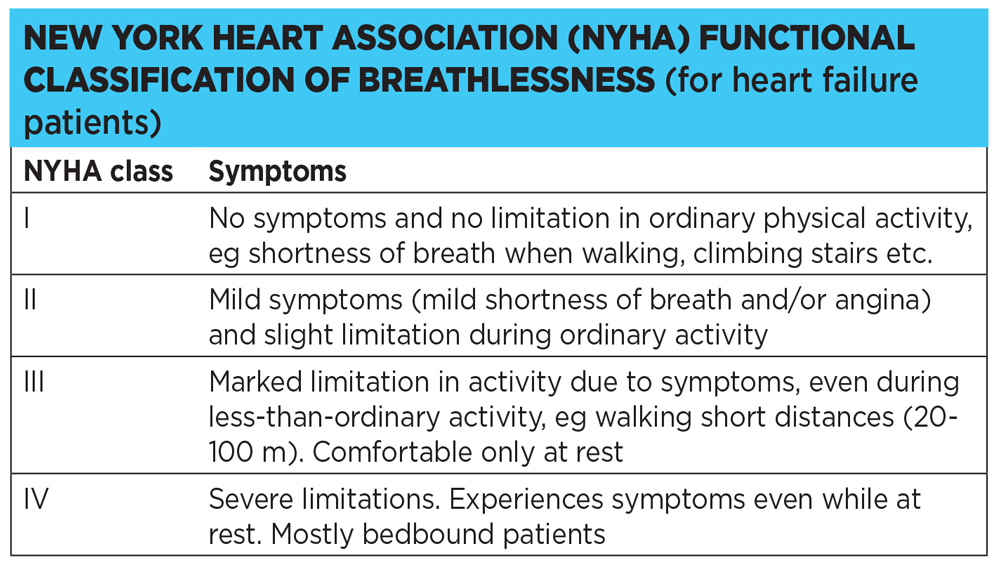 NEW YORK HEART ASSOCIATION (NYHA) FUNCTIONAL
CLASSIFICATION OF BREATHLESSNESS (for heart failure
patients)
NYHA class Symptoms
I No symptoms and no limitation in ordinary physical activity,
eg shortness of breath when walking, climbing stairs etc.
II Mild symptoms (mild shortness of breath and/or angina)
and slight limitation during ordinary activity
III Marked limitation in activity due to symptoms, even during
less-than-ordinary activity, eg walking short distances (20-
100 m). Comfortable only at rest
IV Severe limitations. Experiences symptoms even while at
rest. Mostly bedbound patients